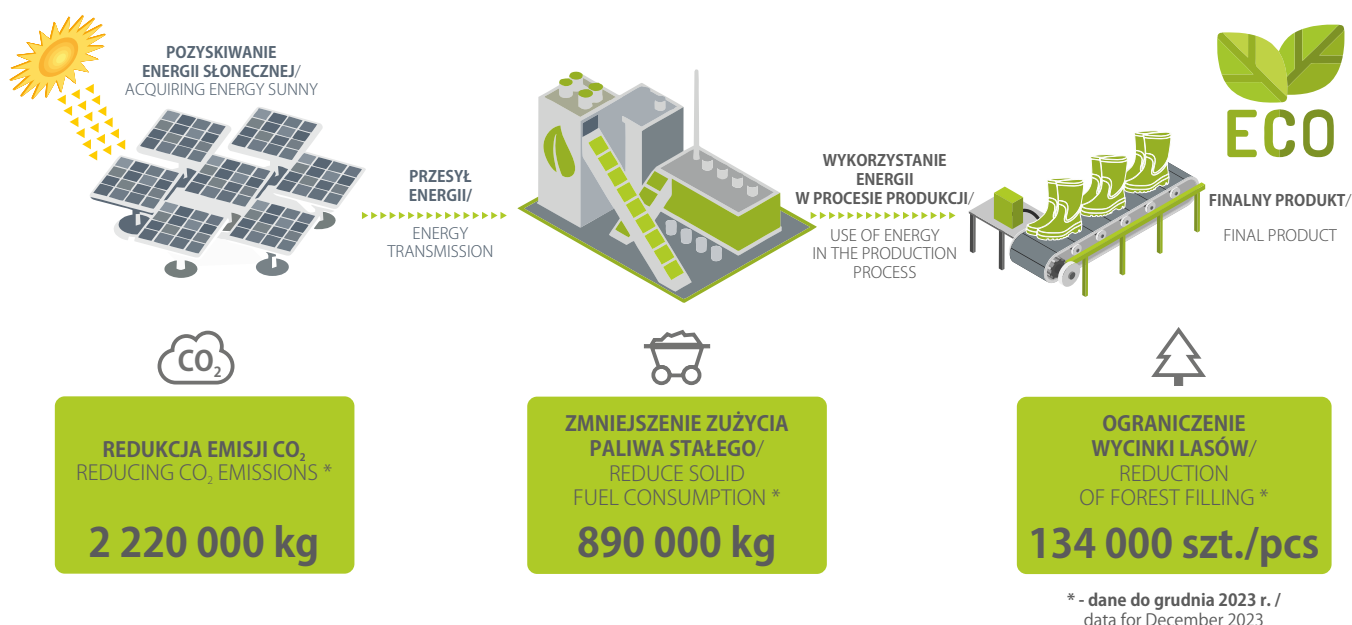 POZYSKIWANIE
ENERGII SŁONECZNEJ/
ACQUIRING ENERGY SUNNY
PRZESYŁ
ENERGII/
ENERGY
TRANSMISSION
WYKORZYSTANIE
ENERGII
W PROCESIE PRODUKCJI/
USE OF ENERGY
IN THE PRODUCTION
PROCESS
ECO
FINALNY PRODUKT/
FINAL PRODUCT
CO₂
REDUKCJA EMISJI CO₂
REDUCING CO₂ EMISSIONS *
2 220 000 kg
ZMNIEJSZENIE ZUŻYCIA
PALIWA STAŁEGO/
REDUCE SOLID
FUEL CONSUMPTION *
890 000 kg
OGRANICZENIE
WYCINKI LASÓW/
REDUCTION
OF FOREST FILLING *
134 000 szt./pcs
* - dane do grudnia 2023 r. /
data for December 2023